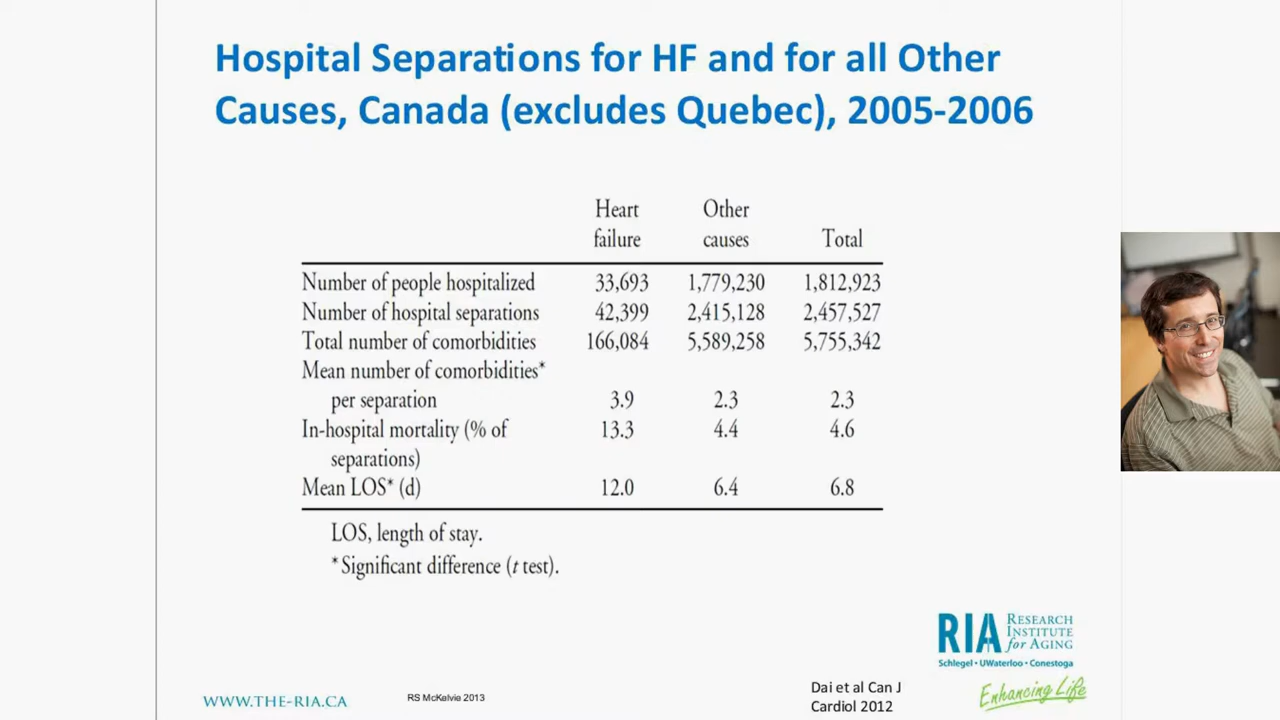 Hospital Separations for HF and for all Other
Causes, Canada (excludes Quebec), 2005-2006
Heart Other
failure causes Total
Number of people hospitalized 33,693 1,779,230 1,812,923
Number of hospital separations 42,399 2,415,128 2,457,527
Total number of comorbidities 166,084 5,589,258 5,755,342
Mean number of comorbidities*
per separation 3.9 2.3 2.3
In-hospital mortality (% of 13.3 4.4 4.6
separations)
Mean LOS* (d) 12.0 6.4 6.8
LOS, length of stay.
*Significant difference (t test).
RIA RESEARCH
INSTITUTE
for AGING
Schlegel • UWaterloo • Conestoga
Enhancing Life
WWW.THE-RIA.CA
RS McKelvie 2013
Dai et al Can J
Cardiol 2012